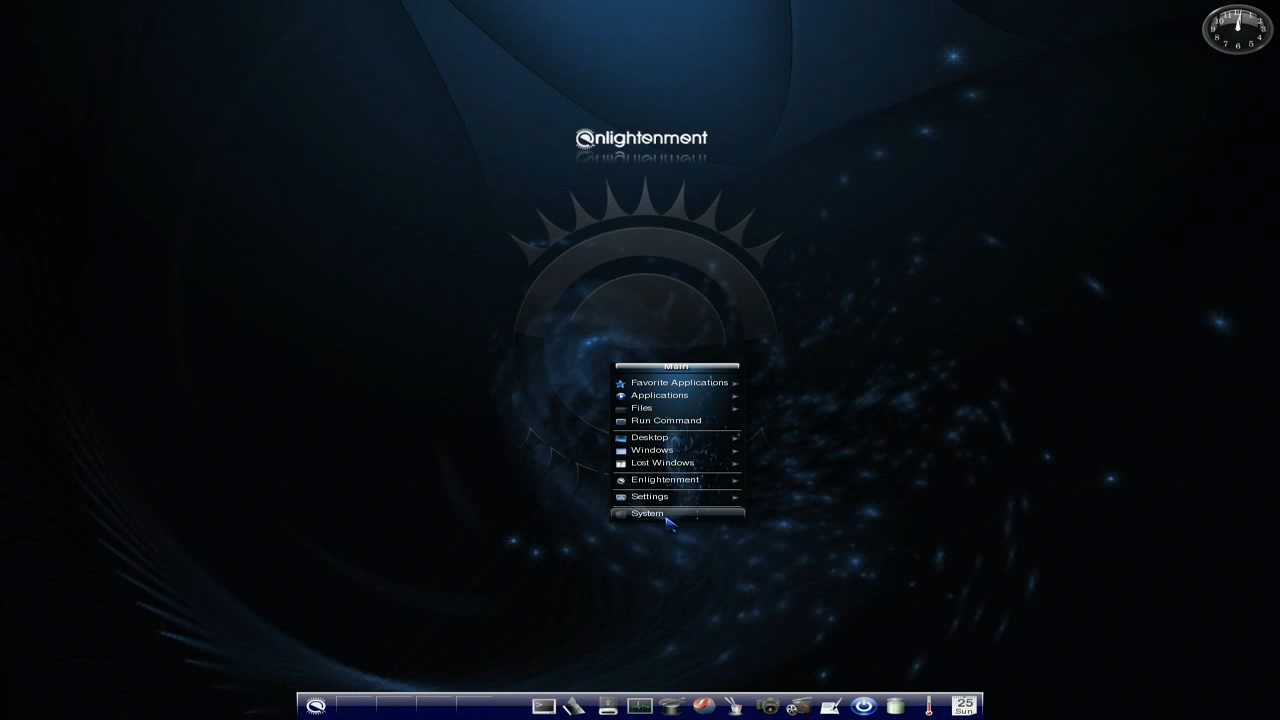 Enlightenment
Main
Favorite Applications
Applications
Files
Run Command
Desktop
Windows
Lost Windows
Enlightenment
Settings
System
25
Sun